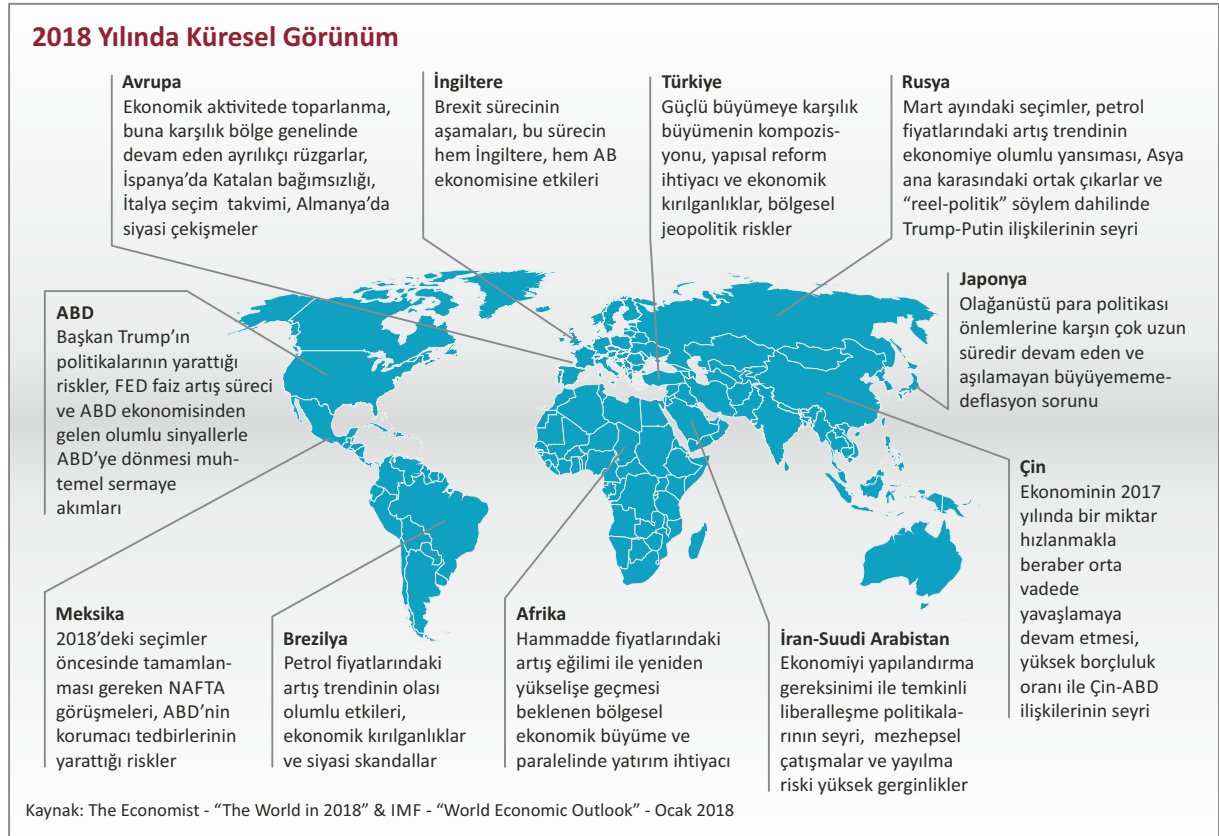 2018 Yılında Küresel Görünüm
Avrupa
Ekonomik aktivitede toparlanma,
buna karşılık bölge genelinde
devam eden ayrılıkçı rüzgarlar,
İspanya’da Katalan bağımsızlığı,
İtalya seçim takvimi, Almanya’da
siyasi çekişmeler
İngiltere
Brexit sürecinin
aşamaları, bu sürecin
hem İngiltere, hem AB
ekonomisine etkileri
Türkiye
Güçlü büyümeye karşılık
büyümenin kompozis-
yonu, yapısal reform
ihtiyacı ve ekonomik
kırılganlıklar, bölgesel
jeopolitik riskler
Rusya
Mart ayındaki seçimler, petrol
fiyatlarındaki artış trendinin
ekonomiye olumlu yansıması, Asya
ana karasındaki ortak çıkarlar ve
“reel-politik” söylem dahilinde
Trump-Putin ilişkilerinin seyri
ABD
Başkan Trump’ın
politikalarının yarattığı
riskler, FED faiz artış süreci
ve ABD ekonomisinden
gelen olumlu sinyallerle
ABD’ye dönmesi muh-
temel sermaye
akımları
Japonya
Olağanüstü para politikası
önlemlerine karşın çok uzun
süredir devam eden ve
aşılamayan büyüyememe-
deflasyon sorunu
Çin
Ekonominin 2017
yılında bir miktar
hızlanmakla
beraber orta
vadede
yavaşlamaya
devam etmesi,
yüksek borçluluk
oranı ile Çin-ABD
ilişkilerinin seyri
Meksika
2018’deki seçimler
öncesinde tamamlan-
ması gereken NAFTA
görüşmeleri, ABD’nin
korumacı tedbirlerinin
yarattığı riskler
Brezilya
Petrol fiyatlarındaki
artış trendinin olası
olumlu etkileri,
ekonomik kırılganlıklar
ve siyasi skandallar
Afrika
Hammadde fiyatlarındaki
artış eğilimi ile yeniden
yükselişe geçmesi
beklenen bölgesel
ekonomik büyüme ve
paralelinde yatırım ihtiyacı
İran-Suudi Arabistan
Ekonomiyi yapılandırma
gereksinimi ile temkinli
liberalleşme politikala-
rının seyri, mezhepsel
çatışmalar ve yayılma
riski yüksek gerginlikler
Kaynak: The Economist - “The World in 2018” & IMF - “World Economic Outlook” - Ocak 2018